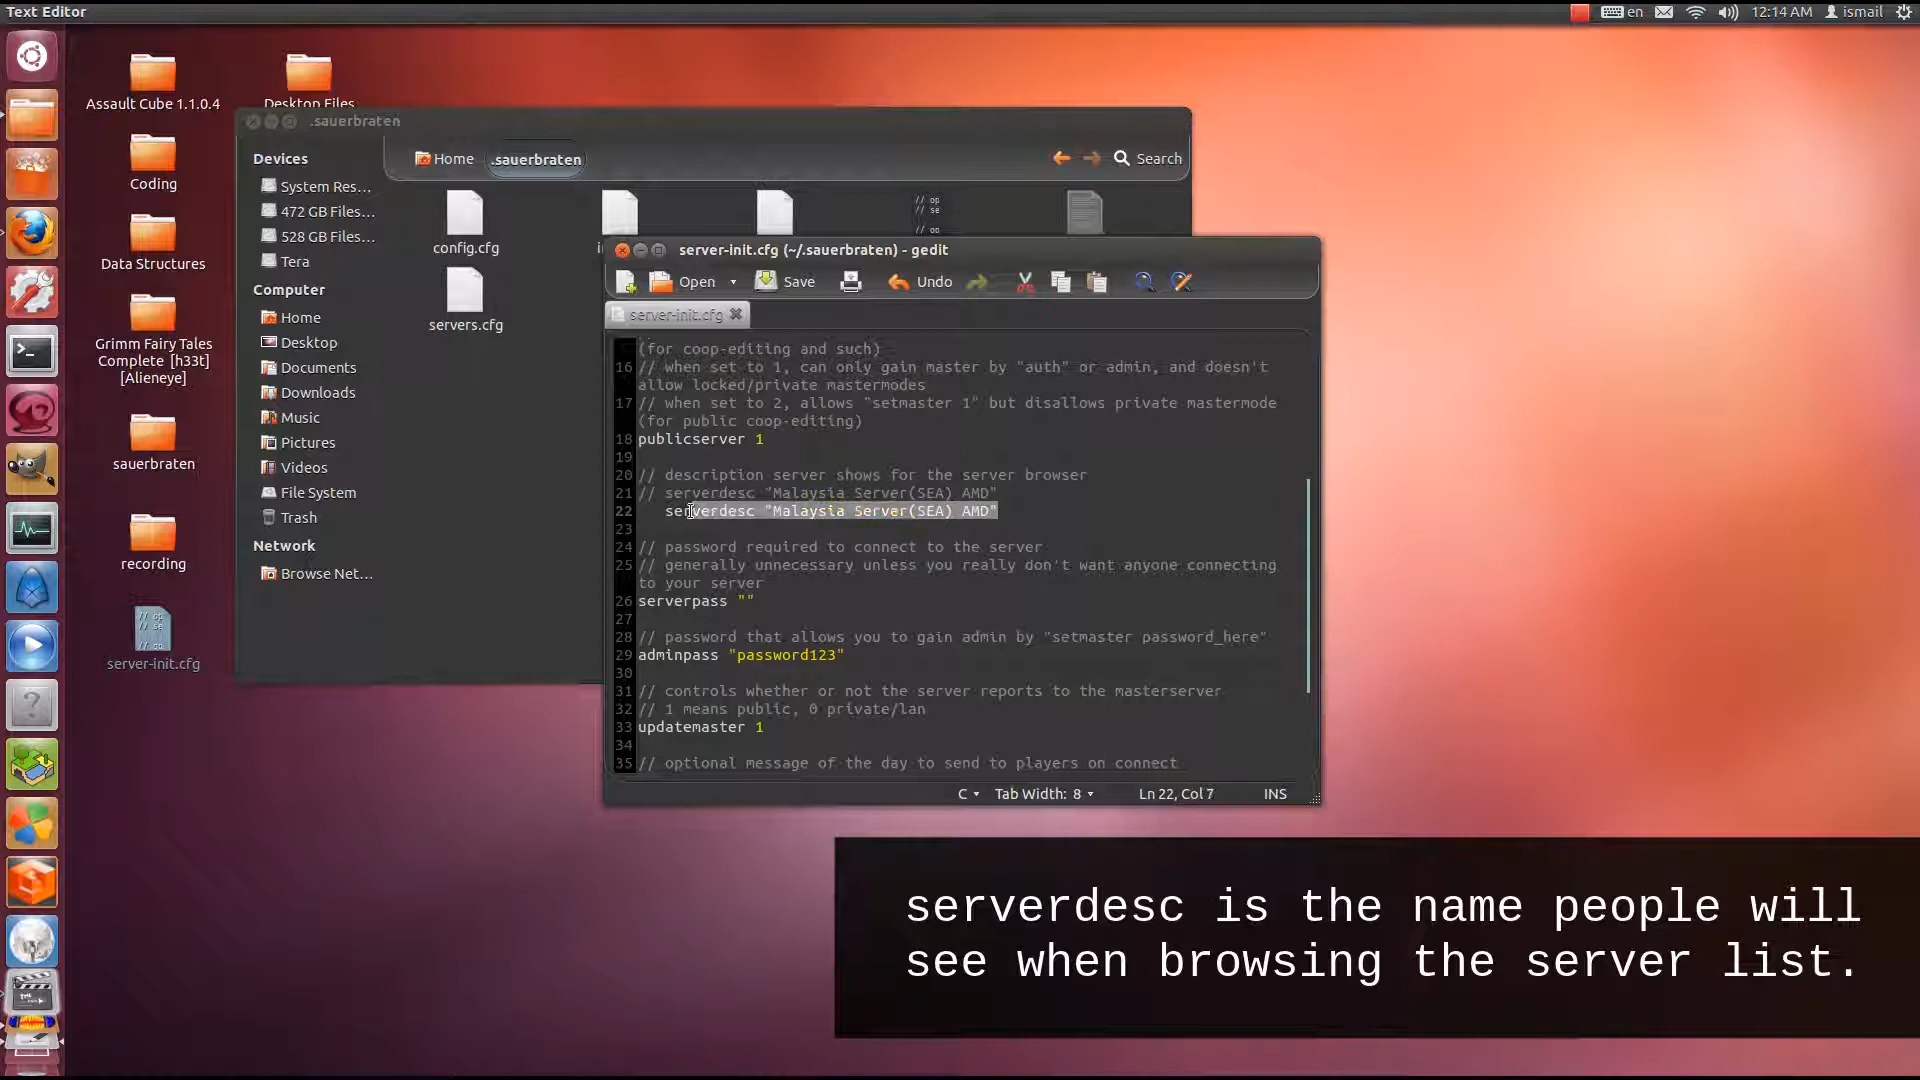 Text Editor
en
12:14 AM
ismail
Assault Cube 1.1.0.4
Desktop Files
Coding
Data Structures
Grimm Fairy Tales
Complete [h33t]
[Alieneye]
sauerbraten
recording
// op
// se
// op
server-init.cfg
.sauerbraten
Devices
System Res...
472 GB Files...
528 GB Files...
Tera
Computer
Home
Desktop
Documents
Downloads
Music
Pictures
Videos
File System
Trash
Network
Browse Net...
Home
.sauerbraten
Search
config.cfg
// op
// se
// op
servers.cfg
server-init.cfg (~/.sauerbraten) - gedit
Open
Save
Undo
server-init.cfg
(for coop-editing and such)
16 // when set to 1, can only gain master by "auth" or admin, and doesn't
allow locked/private mastermodes
17 // when set to 2, allows "setmaster 1" but disallows private mastermode
(for public coop-editing)
18 publicserver 1
19
20 // description server shows for the server browser
21 // serverdesc "Malaysia Server(SEA) AMD"
22 serverdesc "Malaysia Server(SEA) AMD"
23
24 // password required to connect to the server
25 // generally unnecessary unless you really don't want anyone connecting
to your server
26 serverpass ""
27
28 // password that allows you to gain admin by "setmaster password_here"
29 adminpass "password123"
30
31 // controls whether or not the server reports to the masterserver
32 // 1 means public, 0 private/lan
33 updatemaster 1
34
35 // optional message of the day to send to players on connect
C
Tab Width: 8
Ln 22, Col 7
INS
serverdesc is the name people will
see when browsing the server list.